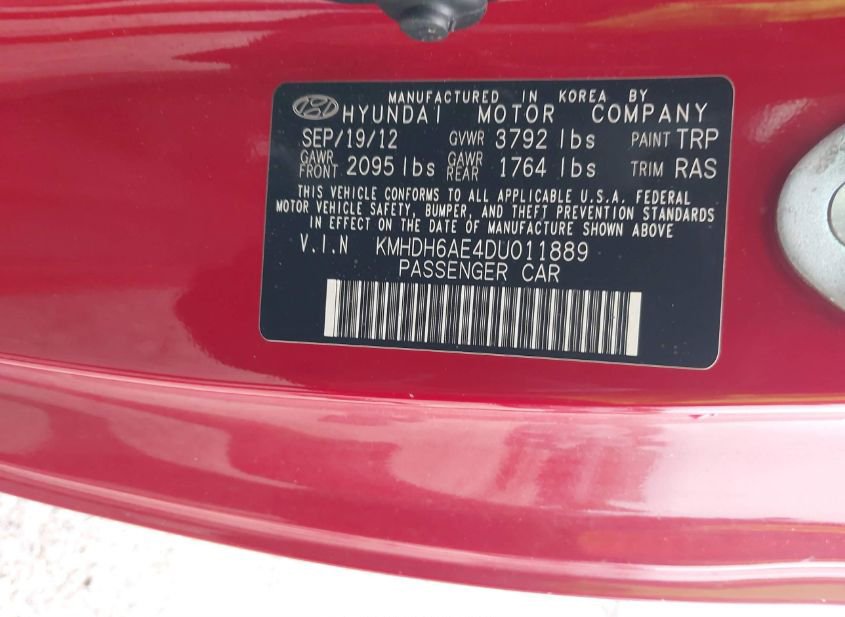 MANUFACTURED IN KOREA BY
HYUNDAI MOTOR COMPANY
SEP/19/12 GVWR 3792 lbs PAINT TRP
GAWR FRONT 2095 lbs GAWR REAR 1764 lbs TRIM RAS
THIS VEHICLE CONFORMS TO ALL APPLICABLE U.S.A. FEDERAL
MOTOR VEHICLE SAFETY, BUMPER, AND THEFT PREVENTION STANDARDS
IN EFFECT ON THE DATE OF MANUFACTURE SHOWN ABOVE.
V.I.N KMHDH6AE4DU011889
PASSENGER CAR